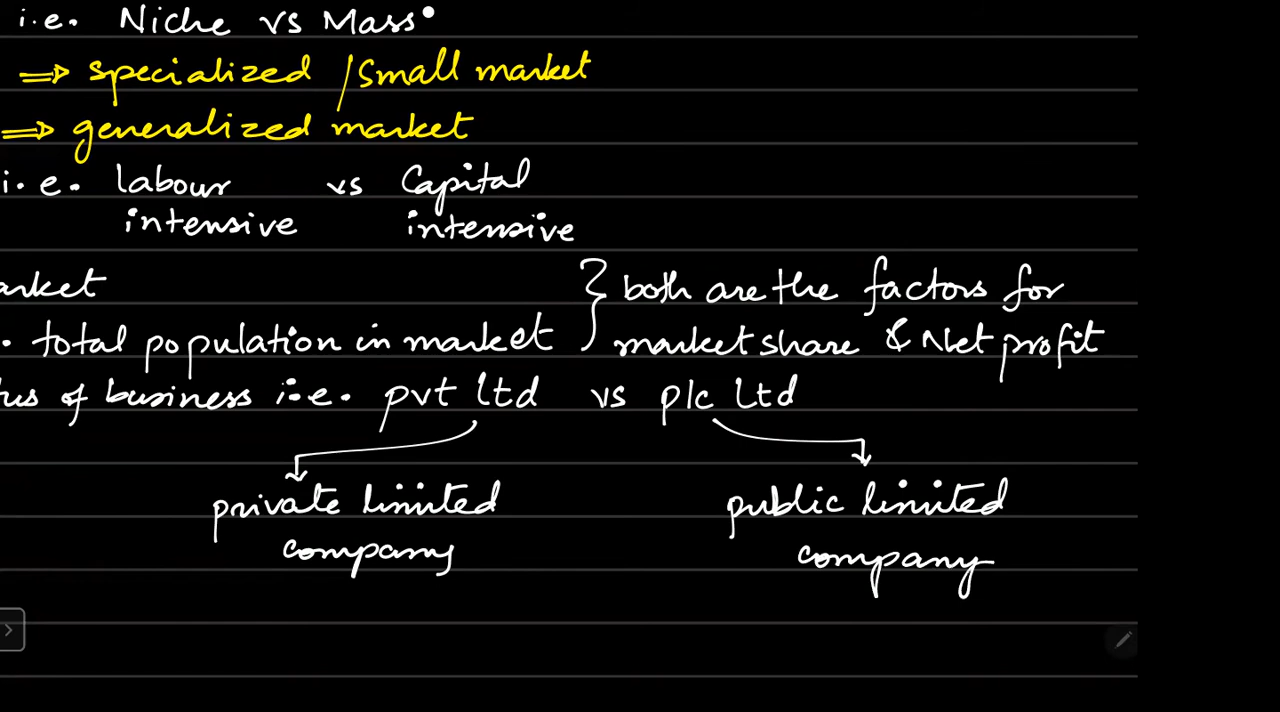 i.e. Niche vs Mass•
⇒ specialized / small market
⇒ generalized market
i.e. labour vs Capital
intensive intensive
arket } both are the factors for
. total population in market market share & Net profit
tus of business i.e. pvt ltd vs plc Ltd
private limited public limited
company company